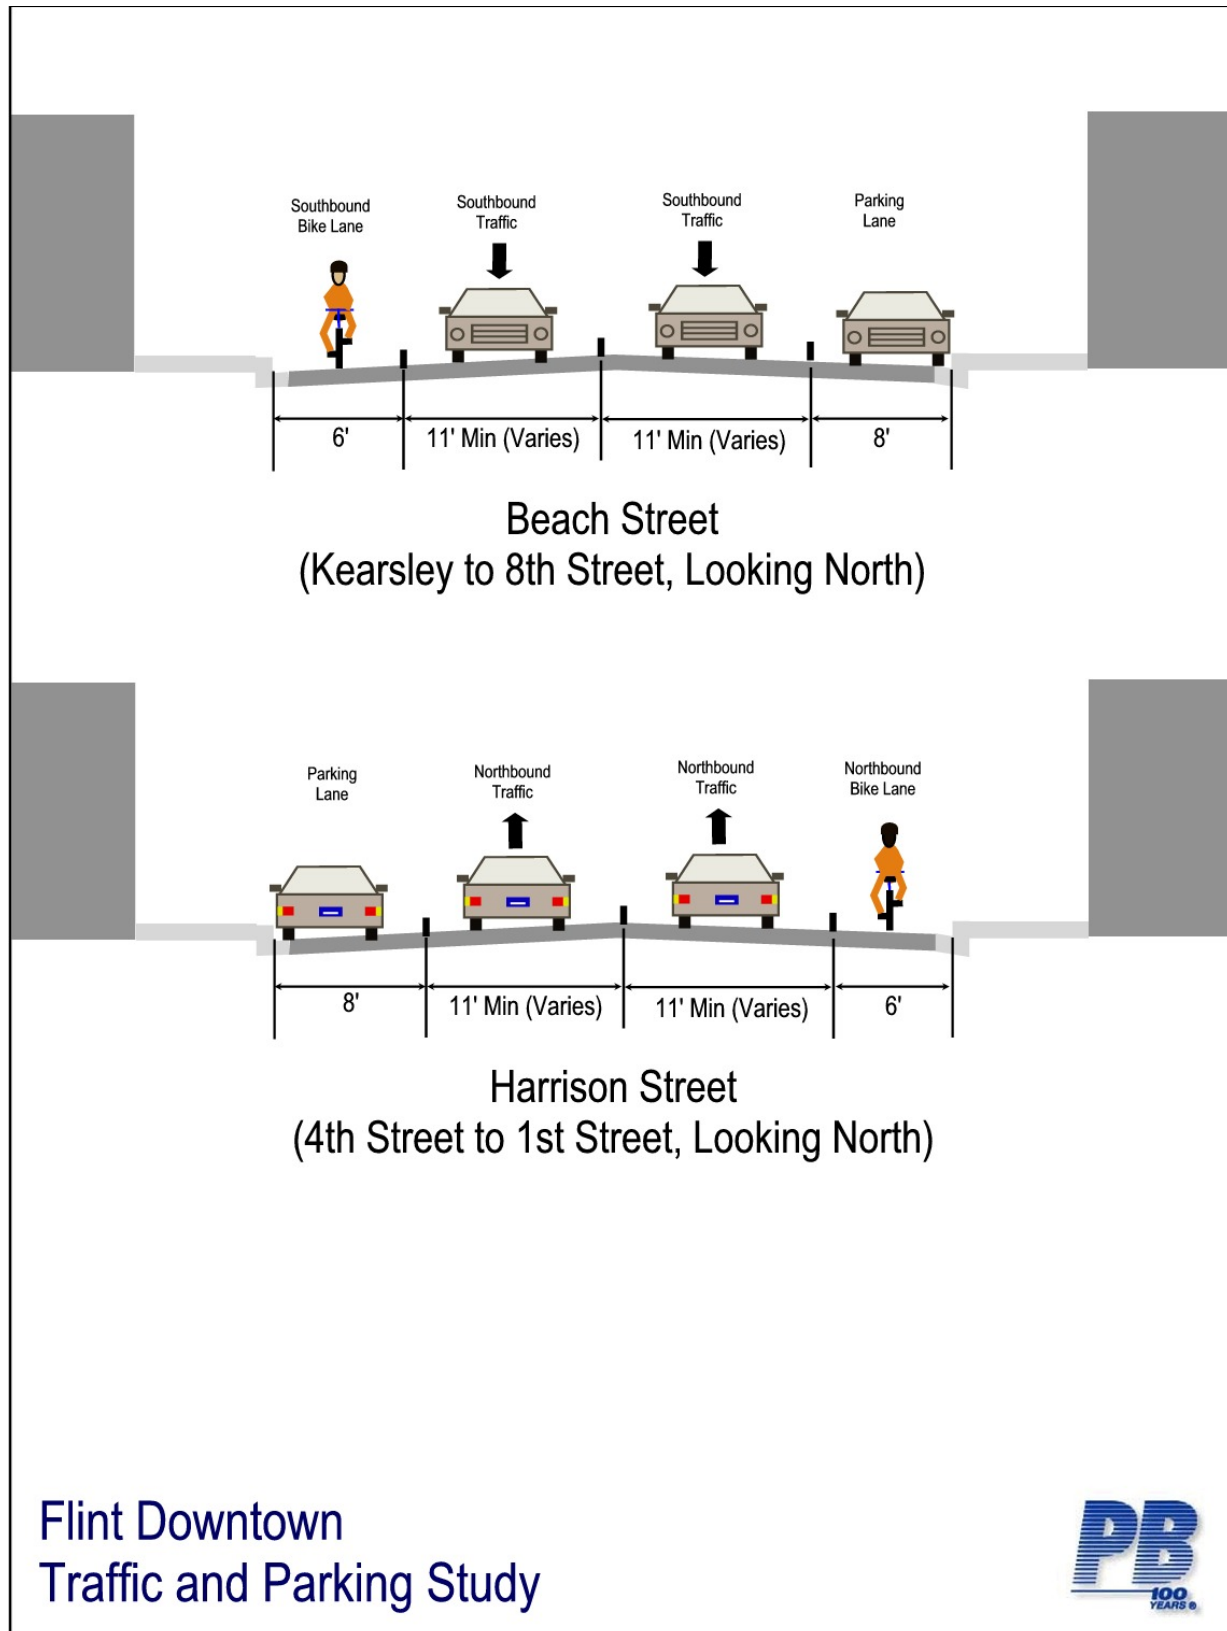 Southbound
Bike Lane
Southbound
Traffic
Southbound
Traffic
Parking
Lane
6'
11' Min (Varies)
11' Min (Varies)
8'
Beach Street
(Kearsley to 8th Street, Looking North)
Parking
Lane
Northbound
Traffic
Northbound
Traffic
Northbound
Bike Lane
8'
11' Min (Varies)
11' Min (Varies)
6'
Harrison Street
(4th Street to 1st Street, Looking North)
Flint Downtown
Traffic and Parking Study
PB
100
YEARS ®